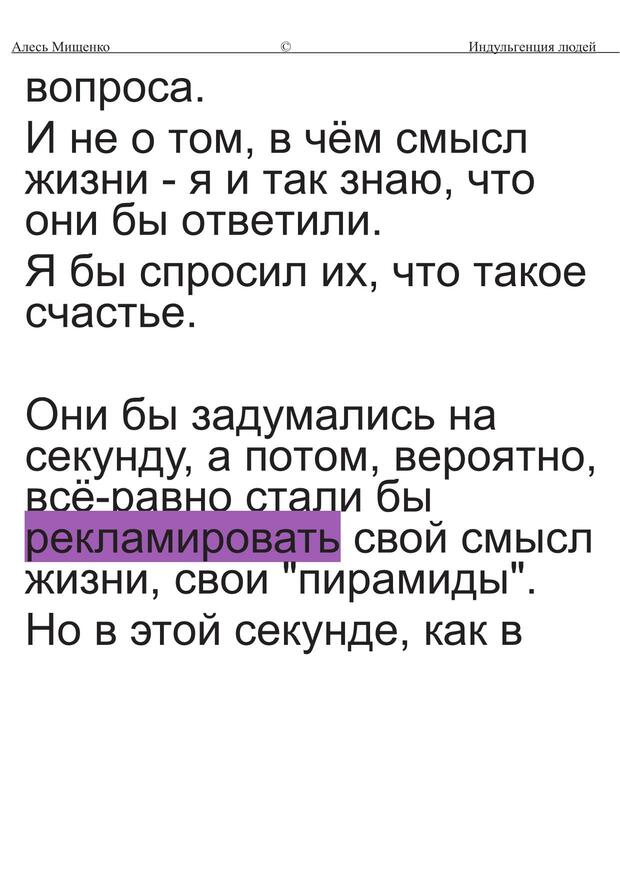 Алесь Мищенко © Индульгенция людей
вопроса.
И не о том, в чём смысл
жизни - я и так знаю, что
они бы ответили.
Я бы спросил их, что такое
счастье.
Они бы задумались на
секунду, а потом, вероятно,
всё-равно стали бы
рекламировать свой смысл
жизни, свои "пирамиды".
Но в этой секунде, как в